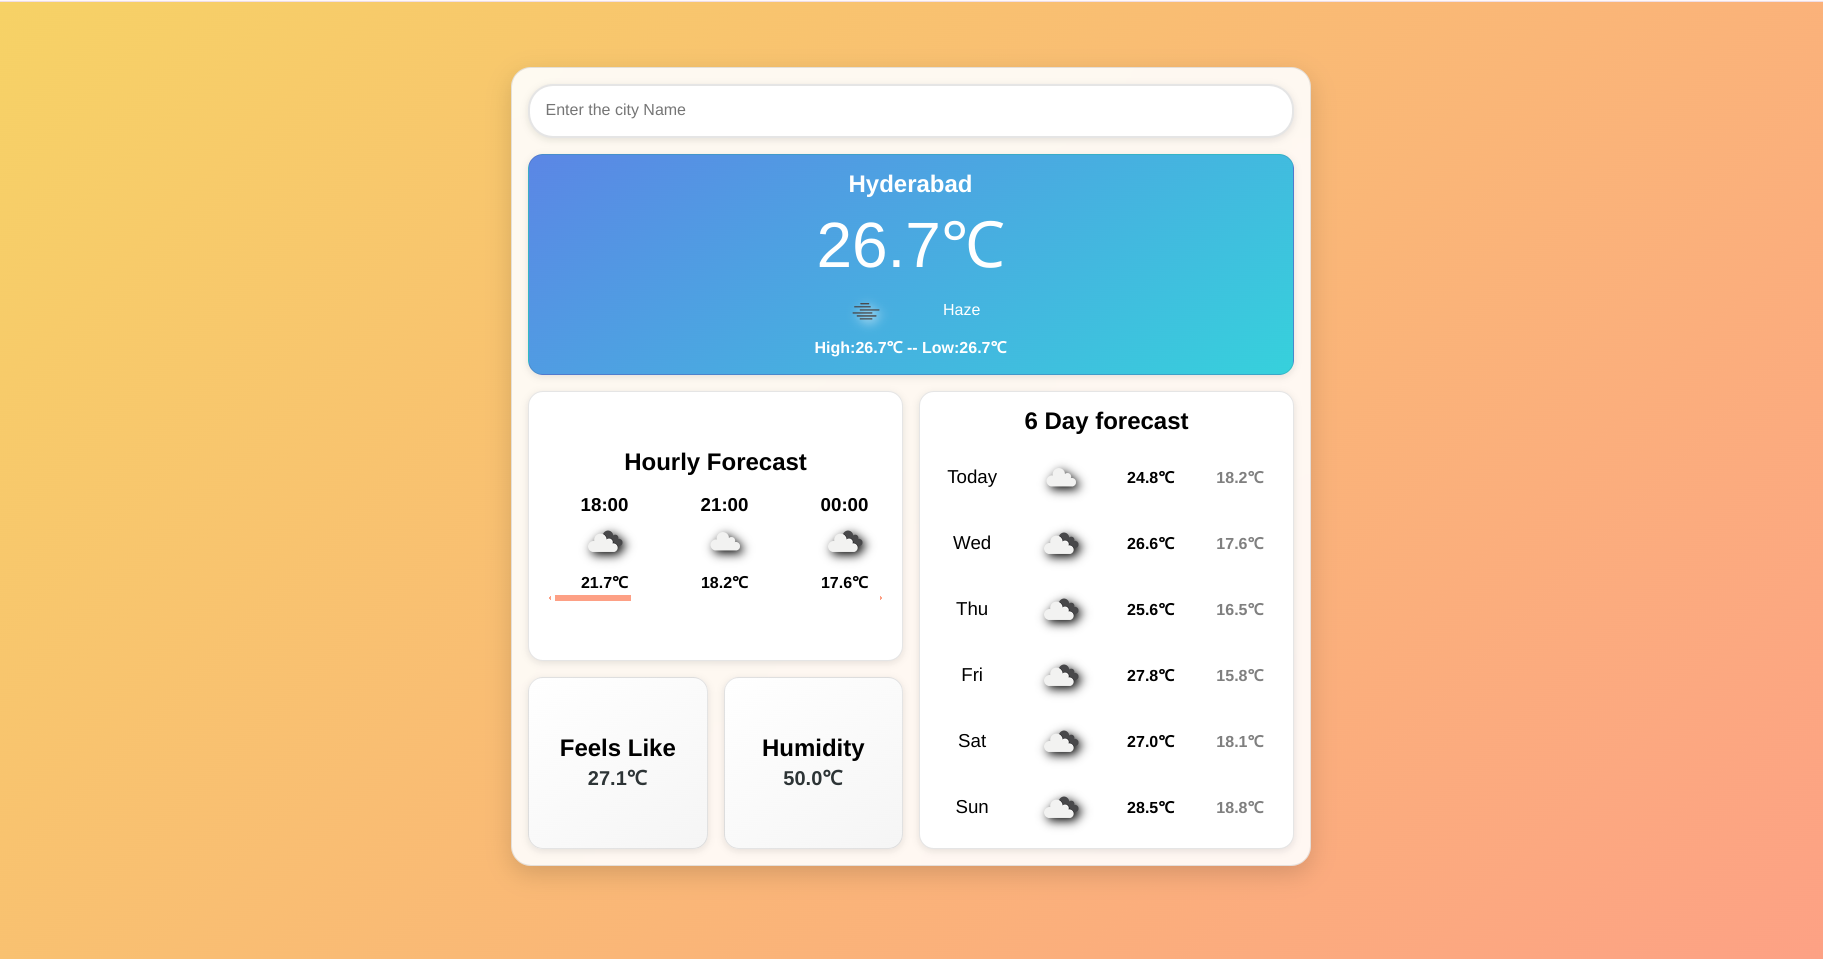 Enter the city Name
Hyderabad
26.7℃
Haze
High:26.7℃ -- Low:26.7℃
Hourly Forecast
18:00 21:00 00:00
21.7℃ 18.2℃ 17.6℃
Feels Like
27.1℃
Humidity
50.0℃
6 Day forecast
Today 24.8℃ 18.2℃
Wed 26.6℃ 17.6℃
Thu 25.6℃ 16.5℃
Fri 27.8℃ 15.8℃
Sat 27.0℃ 18.1℃
Sun 28.5℃ 18.8℃